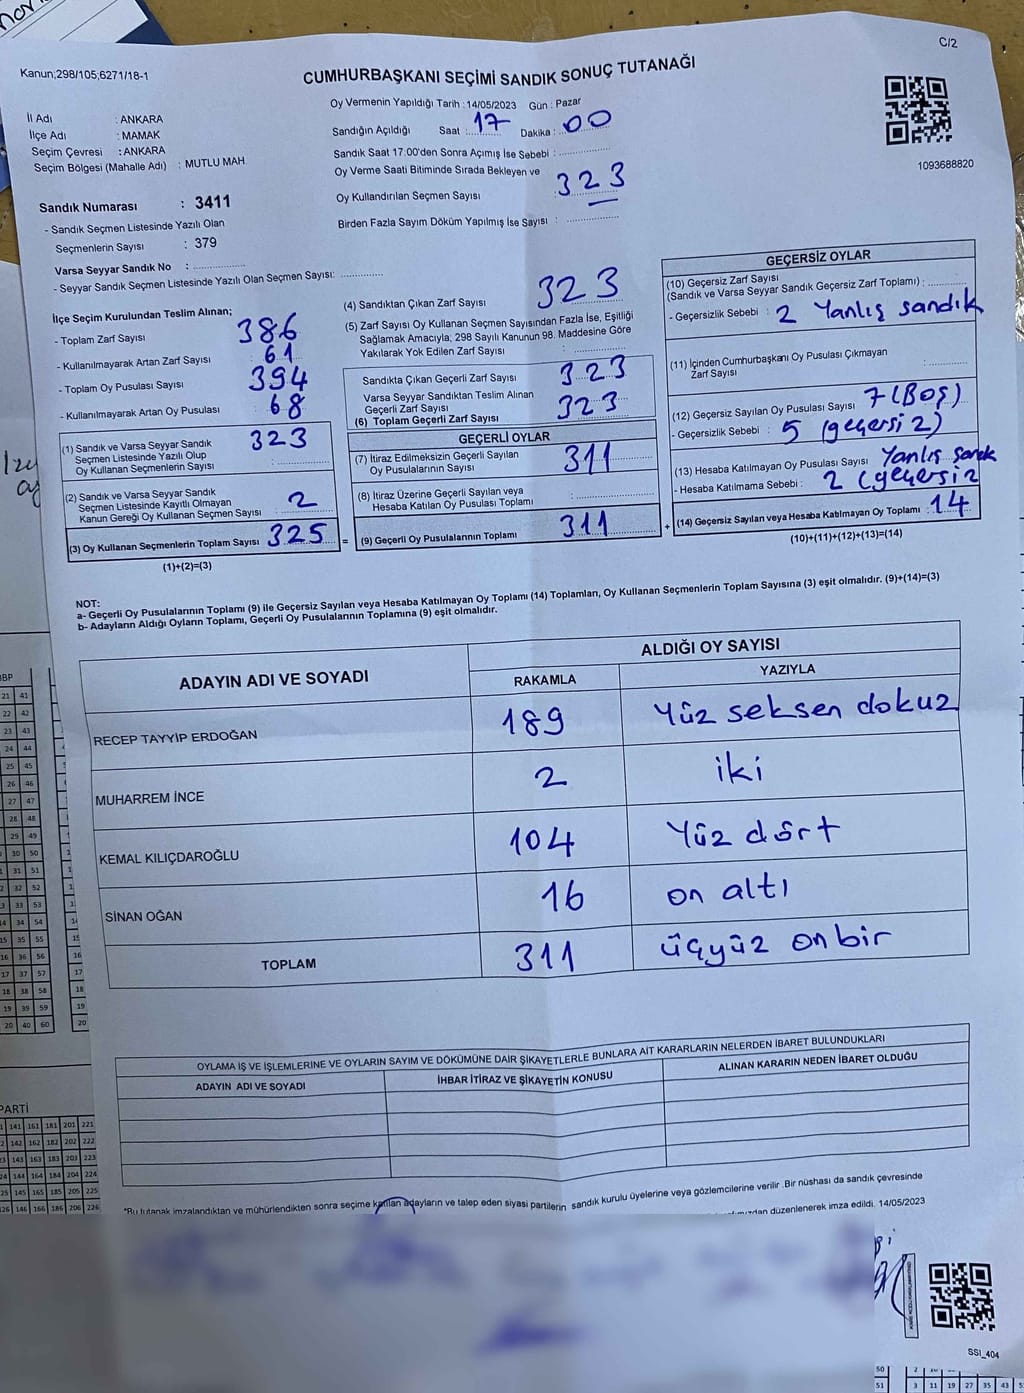 C/2
Kanun;298/105;6271/18-1
CUMHURBAŞKANI SEÇİMİ SANDIK SONUÇ TUTANAĞI
İl Adı : ANKARA
İlçe Adı : MAMAK
Seçim Çevresi : ANKARA
Seçim Bölgesi (Mahalle Adı) : MUTLU MAH
Sandık Numarası : 3411
- Sandık Seçmen Listesinde Yazılı Olan
Seçmenlerin Sayısı : 379
Varsa Seyyar Sandık No :
- Seyyar Sandık Seçmen Listesinde Yazılı Olan Seçmen Sayısı:
Oy Vermenin Yapıldığı Tarih : 14/05/2023 Gün : Pazar
Sandığın Açıldığı Saat : 17 Dakika : 00
Sandık Saat 17:00'den Sonra Açımış İse Sebebi :
Oy Verme Saati Bitiminde Sırada Bekleyen ve
Oy Kullandırılan Seçmen Sayısı : 323
Birden Fazla Sayım Döküm Yapılmış İse Sayısı :
1093688820
İlçe Seçim Kurulundan Teslim Alınan;
- Toplam Zarf Sayısı 386
- Kullanılmayarak Artan Zarf Sayısı 61
- Toplam Oy Pusulası Sayısı 394
- Kullanılmayarak Artan Oy Pusulası 68
(1) Sandık ve Varsa Seyyar Sandık
Seçmen Listesinde Yazılı Olup
Oy Kullanan Seçmenlerin Sayısı 323
(2) Sandık ve Varsa Seyyar Sandık
Seçmen Listesinde Kayıtlı Olmayan
Kanun Gereği Oy Kullanan Seçmen Sayısı : 2
(3) Oy Kullanan Seçmenlerin Toplam Sayısı 325 =
(1)+(2)=(3)
(4) Sandıktan Çıkan Zarf Sayısı 323
(5) Zarf Sayısı Oy Kullanan Seçmen Sayısından Fazla İse, Eşitliği
Sağlamak Amacıyla, 298 Sayılı Kanunun 98. Maddesine Göre
Yakılarak Yok Edilen Zarf Sayısı :
Sandıkta Çıkan Geçerli Zarf Sayısı 323
Varsa Seyyar Sandıktan Teslim Alınan
Geçerli Zarf Sayısı
(6) Toplam Geçerli Zarf Sayısı 323
GEÇERLİ OYLAR
(7) İtiraz Edilmeksizin Geçerli Sayılan
Oy Pusulalarının Sayısı 311
(8) İtiraz Üzerine Geçerli Sayılan veya
Hesaba Katılan Oy Pusulası Toplamı :
(9) Geçerli Oy Pusulalarının Toplamı 311 +
GEÇERSİZ OYLAR
(10) Geçersiz Zarf Sayısı
(Sandık ve Varsa Seyyar Sandık Geçersiz Zarf Toplamı) :
- Geçersizlik Sebebi : 2 Yanlış sandık
(11) İçinden Cumhurbaşkanı Oy Pusulası Çıkmayan
Zarf Sayısı :
(12) Geçersiz Sayılan Oy Pusulası Sayısı 7 (Boş)
- Geçersizlik Sebebi : 5 (geçersiz)
(13) Hesaba Katılmayan Oy Pusulası Sayısı Yanlış
- Hesaba Katılmama Sebebi : 2 (geçersiz
(14) Geçersiz Sayılan veya Hesaba Katılmayan Oy Toplamı : 14
(10)+(11)+(12)+(13)=(14)
NOT:
a- Geçerli Oy Pusulalarının Toplamı (9) ile Geçersiz Sayılan veya Hesaba Katılmayan Oy Toplamı (14) Toplamları, Oy Kullanan Seçmenlerin Toplam Sayısına (3) eşit olmalıdır. (9)+(14)=(3)
b- Adayların Aldığı Oyların Toplamı, Geçerli Oy Pusulalarının Toplamına (9) eşit olmalıdır.
ADAYIN ADI VE SOYADI
ALDIĞI OY SAYISI
RAKAMLA YAZIYLA
RECEP TAYYİP ERDOĞAN 189 Yüz seksen dokuz
MUHARREM İNCE 2 iki
KEMAL KILIÇDAROĞLU 104 Yüz dört
SİNAN OĞAN 16 on altı
TOPLAM 311 üçyüz onbir
OYLAMA İŞ VE İŞLEMLERİNE VE OYLARIN SAYIM VE DÖKÜMÜNE DAİR ŞİKAYETLERLE BUNLARA AİT KARARLARIN NELERDEN İBARET BULUNDUKLARI
ADAYIN ADI VE SOYADI İHBAR İTİRAZ VE ŞİKAYETİN KONUSU ALINAN KARARIN NEDEN İBARET OLDUĞU
*Bu tutanak imzalandıktan ve mühürlendikten sonra seçime katılan adayların ve talep eden siyasi partilerin sandık kurulu üyelerine veya gözlemcilerine verilir. Bir nüshası da sandık çevresinde
düzenlenerek imza edildi. 14/05/2023
SSI_404